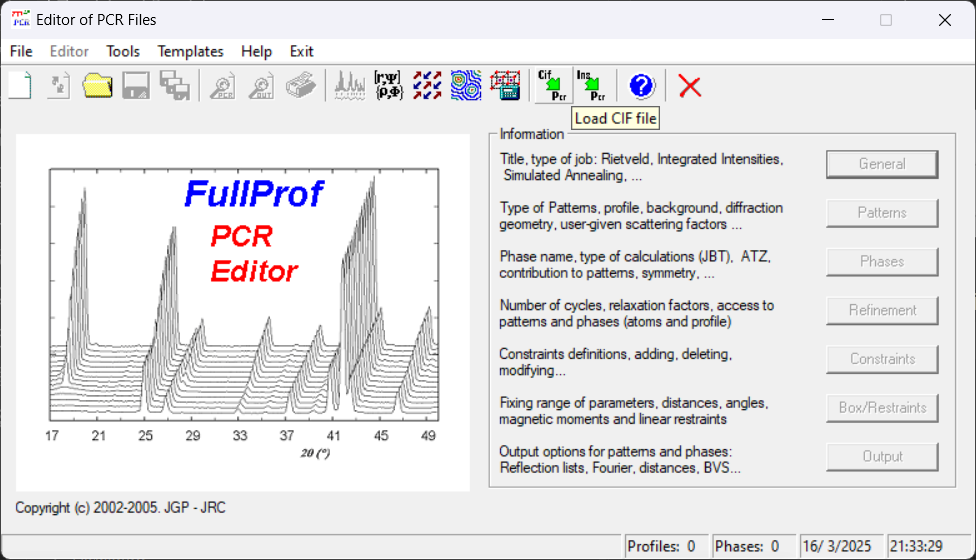 Editor of PCR Files
File Editor Tools Templates Help Exit
PCR OUT [r,Ψ] {ρ,Φ} Cif Pcr Ins Pcr ?
Load CIF file
FullProf
PCR
Editor
17 21 25 29 33 37 41 45 49
2θ (°)
Copyright (c) 2002-2005. JGP - JRC
Information
Title, type of job: Rietveld, Integrated Intensities,
Simulated Annealing, ...
General
Type of Patterns, profile, background, diffraction
geometry, user-given scattering factors ...
Patterns
Phase name, type of calculations (JBT), ATZ,
contribution to patterns, symmetry, ...
Phases
Number of cycles, relaxation factors, access to
patterns and phases (atoms and profile)
Refinement
Constraints definitions, adding, deleting,
modifying...
Constraints
Fixing range of parameters, distances, angles,
magnetic moments and linear restraints
Box/Restraints
Output options for patterns and phases:
Reflection lists, Fourier, distances, BVS...
Output
Profiles: 0 Phases: 0 16/ 3/2025 21:33:29